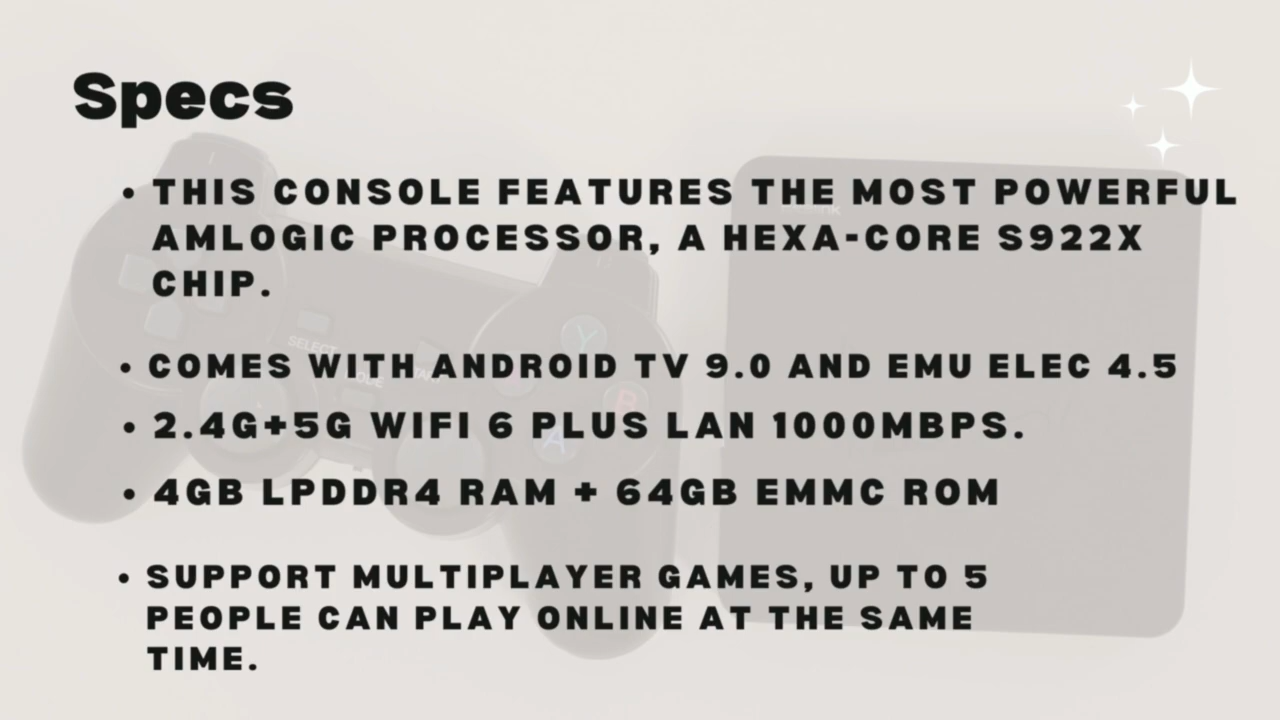 Specs
• THIS CONSOLE FEATURES THE MOST POWERFUL
AMLOGIC PROCESSOR, A HEXA-CORE S922X
CHIP.
• COMES WITH ANDROID TV 9.0 AND EMU ELEC 4.5
• 2.4G+5G WIFI 6 PLUS LAN 1000MBPS.
• 4GB LPDDR4 RAM + 64GB EMMC ROM
• SUPPORT MULTIPLAYER GAMES, UP TO 5
PEOPLE CAN PLAY ONLINE AT THE SAME
TIME.
SELECT
Y
B
A